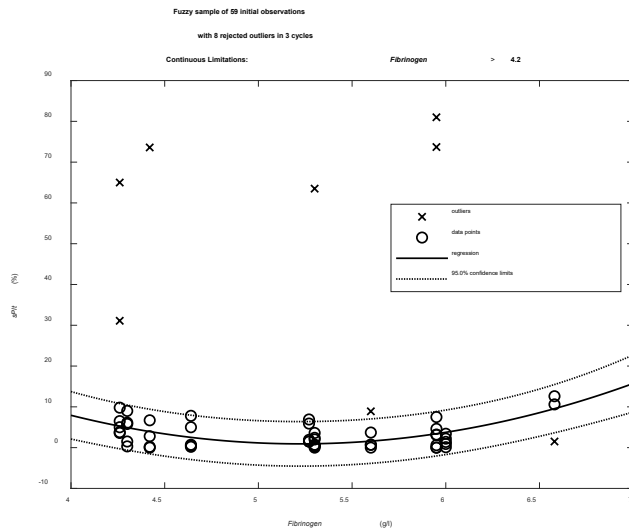 Fuzzy sample of 59 initial observations
with 8 rejected outliers in 3 cycles
Continuous Limitations: Fibrinogen > 4.2
90
80
70
60
50
40
30
20
10
0
-10
sPlt (%)
outliers
data points
regression
95.0% confidence limits
4 4.5 5 5.5 6 6.5 7
Fibrinogen (g/l)